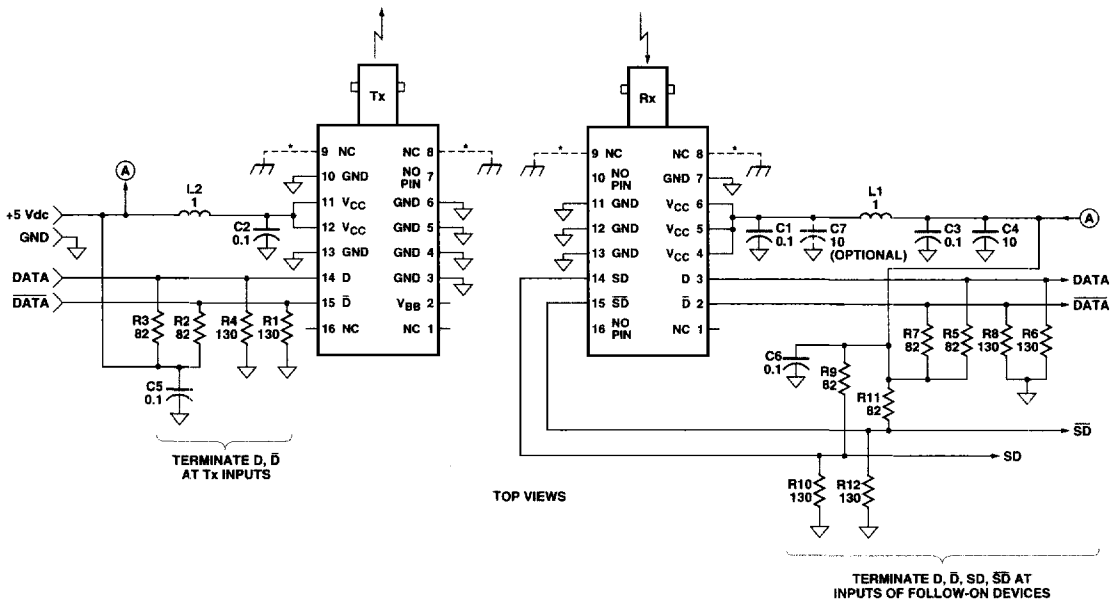 Tx
Rx
*
*
*
*
9 NC
NC 8
10 GND
NO PIN 7
11 VCC
GND 6
12 VCC
GND 5
13 GND
GND 4
14 D
GND 3
15 D̅
VBB 2
16 NC
NC 1
A
+5 Vdc
GND
DATA
D̅A̅T̅A̅
L2
1
C2
0.1
R3
82
R2
82
R4
130
R1
130
C5
0.1
TERMINATE D, D̅
AT Tx INPUTS
9 NC
NC 8
10 NO PIN
GND 7
11 GND
VCC 6
12 GND
VCC 5
13 GND
VCC 4
14 SD
D 3
15 S̅D̅
D̅ 2
16 NO PIN
NC 1
C1
0.1
C7
10
(OPTIONAL)
L1
1
C3
0.1
C4
10
A
DATA
D̅A̅T̅A̅
R7
82
R5
82
R8
130
R6
130
C6
0.1
R9
82
R11
82
S̅D̅
SD
R10
130
R12
130
TOP VIEWS
TERMINATE D, D̅, SD, S̅D̅ AT
INPUTS OF FOLLOW-ON DEVICES